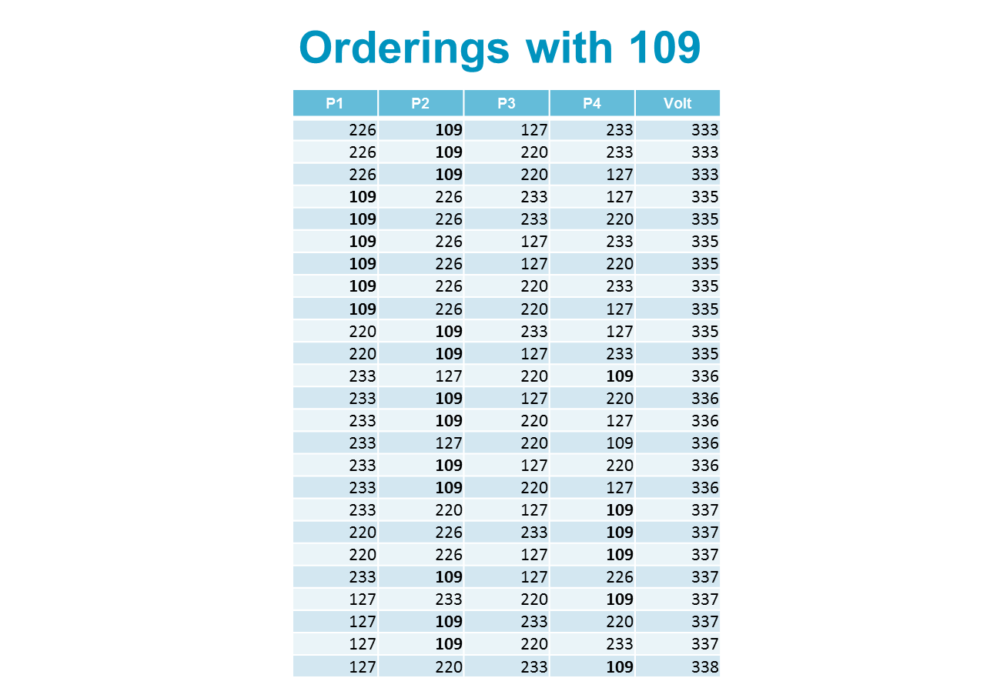 Orderings with 109
P1 P2 P3 P4 Volt
226 109 127 233 333
226 109 220 233 333
226 109 220 127 333
109 226 233 127 335
109 226 233 220 335
109 226 127 233 335
109 226 127 220 335
109 226 220 233 335
109 226 220 127 335
220 109 233 127 335
220 109 127 233 335
233 127 220 109 336
233 109 127 220 336
233 109 220 127 336
233 127 220 109 336
233 109 127 220 336
233 109 220 127 336
233 220 127 109 337
220 226 233 109 337
220 226 127 109 337
233 109 127 226 337
127 233 220 109 337
127 109 233 220 337
127 109 220 233 337
127 220 233 109 338